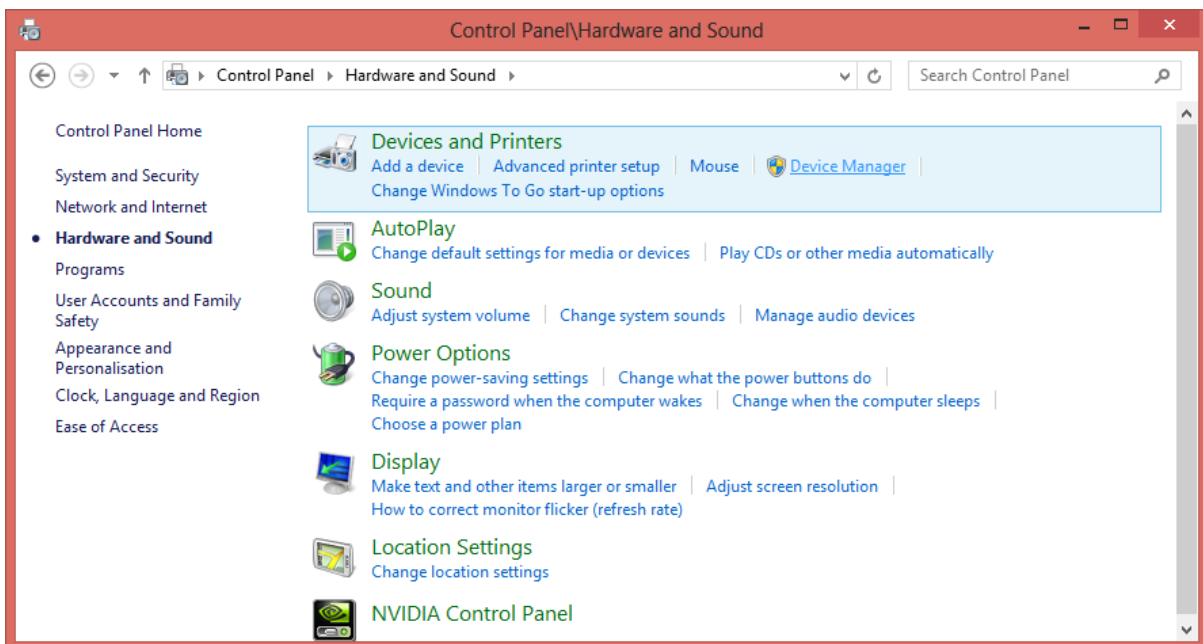 Control Panel\Hardware and Sound
Control Panel Hardware and Sound
Search Control Panel
Control Panel Home
System and Security
Network and Internet
Hardware and Sound
Programs
User Accounts and Family
Safety
Appearance and
Personalisation
Clock, Language and Region
Ease of Access
Devices and Printers
Add a device Advanced printer setup Mouse Device Manager
Change Windows To Go start-up options
AutoPlay
Change default settings for media or devices Play CDs or other media automatically
Sound
Adjust system volume Change system sounds Manage audio devices
Power Options
Change power-saving settings Change what the power buttons do
Require a password when the computer wakes Change when the computer sleeps
Choose a power plan
Display
Make text and other items larger or smaller Adjust screen resolution
How to correct monitor flicker (refresh rate)
Location Settings
Change location settings
NVIDIA Control Panel